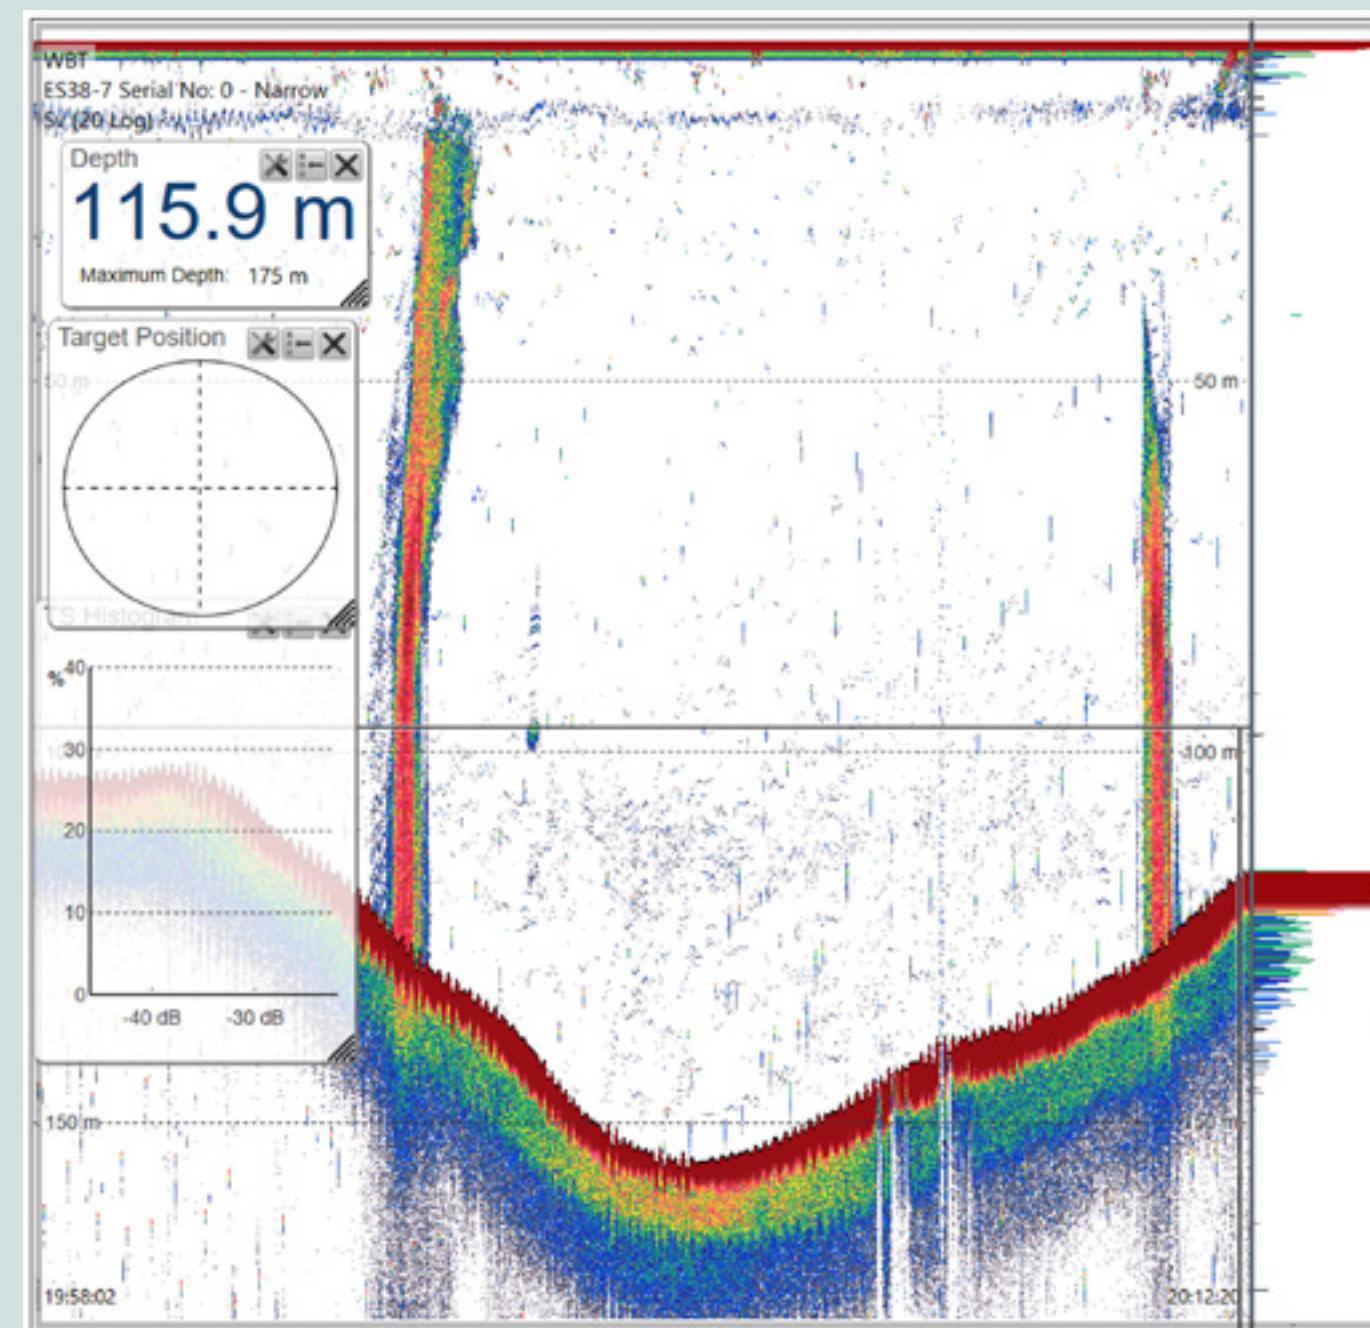 WBT
ES38-7 Serial No: 0 - Narrow
Sv (20 Log)
Depth
115.9 m
Maximum Depth: 175 m
Target Position
50 m
50 m
TS Histogram
%
40
30
20
10
0
-40 dB
-30 dB
100 m
150 m
50 m
19:58:02
20:12:20